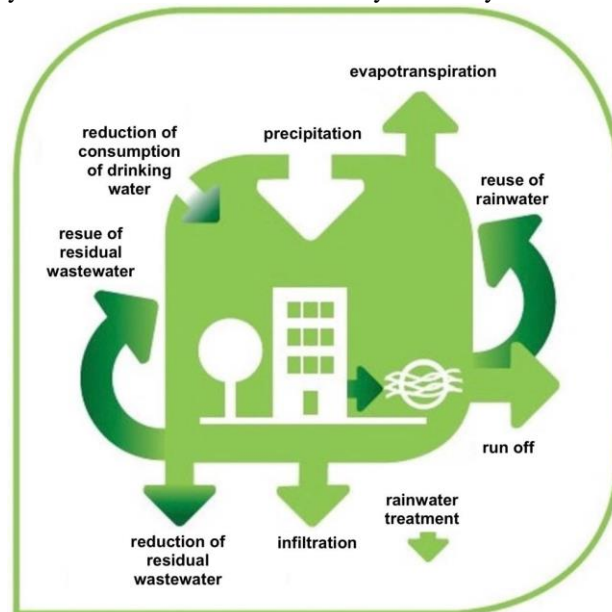 evapotranspiration
reduction of
consumption
of drinking
water
precipitation
reuse of
rainwater
resue of
residual
wastewater
run off
rainwater
treatment
reduction of
residual
wastewater
infiltration